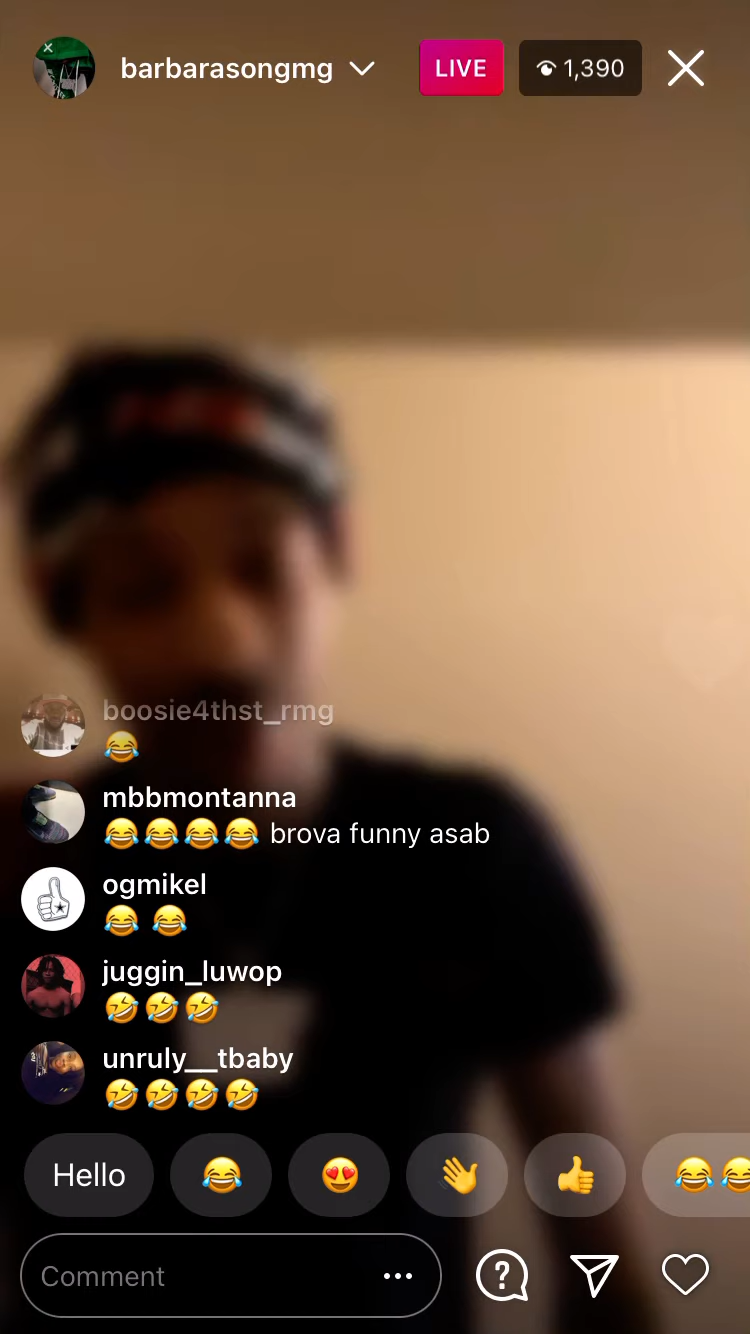 barbarasongmg
LIVE
1,390
boosie4thst_rmg
😂
mbbmontanna
😂😂😂😂 brova funny asab
ogmikel
😂 😂
juggin_luwop
🤣🤣🤣
unruly__tbaby
🤣🤣🤣🤣
Hello 😂 😍 👋 👍 😂😂
Comment